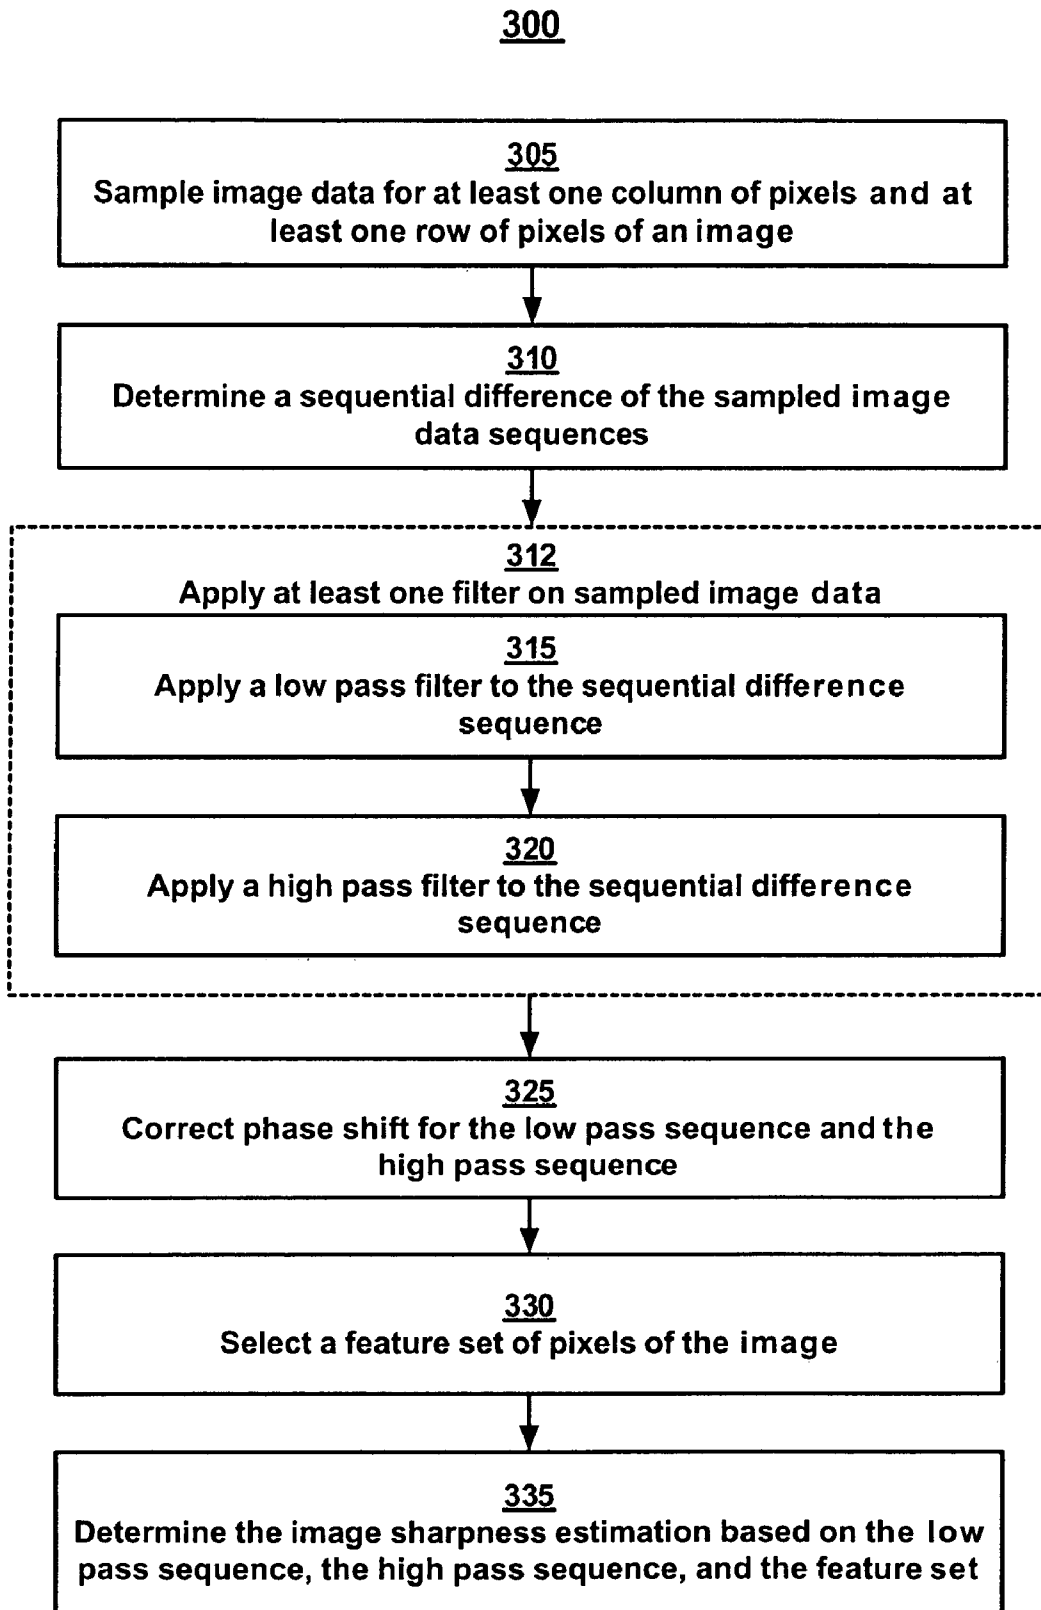 300
305
Sample image data for at least one column of pixels and at
least one row of pixels of an image
310
Determine a sequential difference of the sampled image
data sequences
312
Apply at least one filter on sampled image data
315
Apply a low pass filter to the sequential difference
sequence
320
Apply a high pass filter to the sequential difference
sequence
325
Correct phase shift for the low pass sequence and the
high pass sequence
330
Select a feature set of pixels of the image
335
Determine the image sharpness estimation based on the low
pass sequence, the high pass sequence, and the feature set